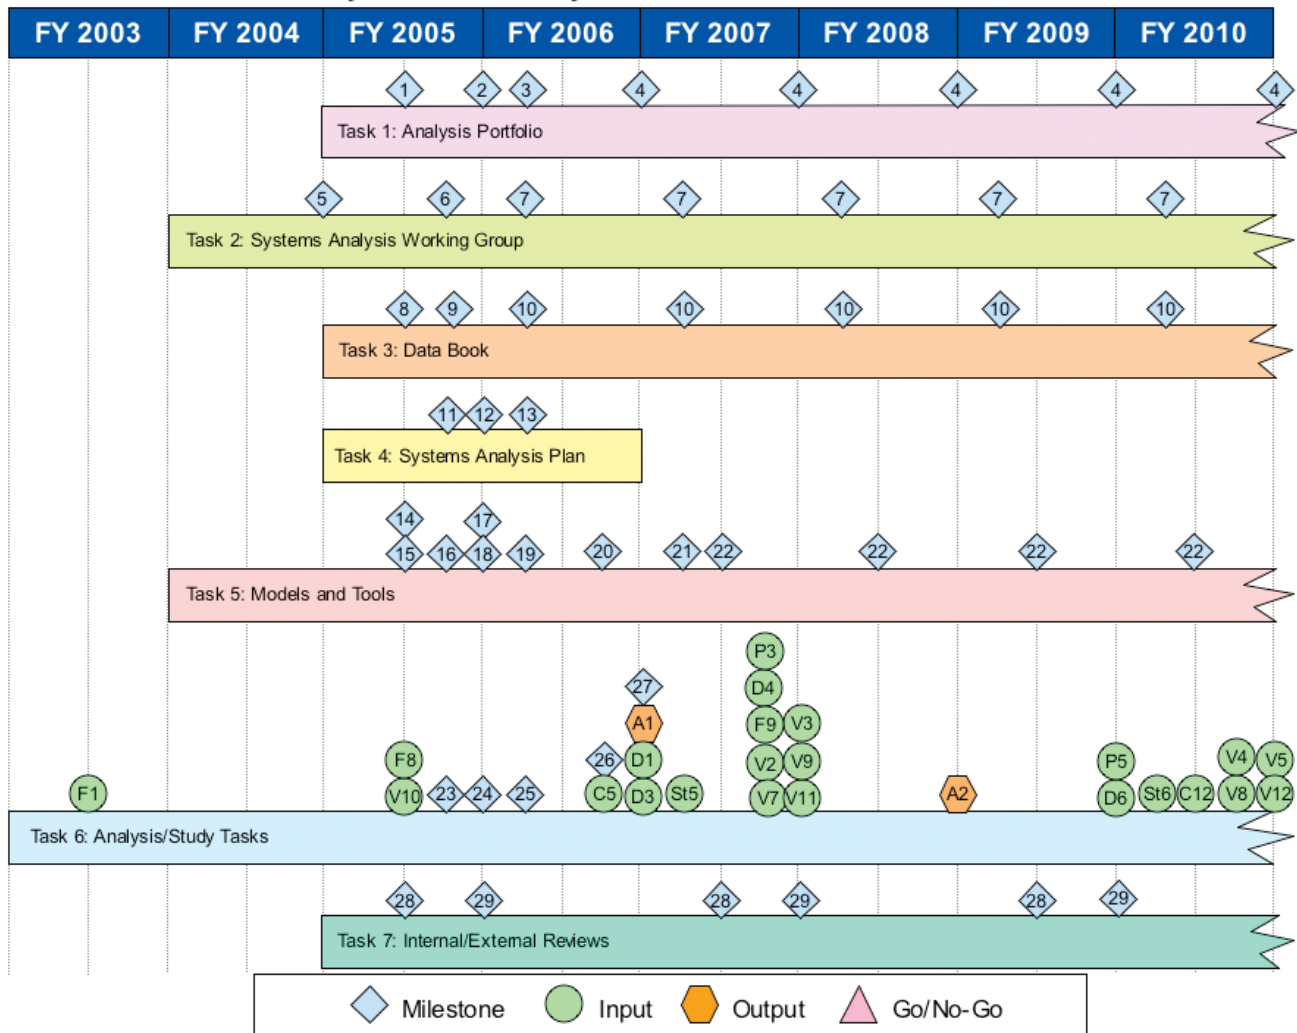 FY 2003 FY 2004 FY 2005 FY 2006 FY 2007 FY 2008 FY 2009 FY 2010
1 2 3 4 4 4 4 4
Task 1: Analysis Portfolio
5 6 7 7 7 7 7
Task 2: Systems Analysis Working Group
8 9 10 10 10 10 10
Task 3: Data Book
11 12 13
Task 4: Systems Analysis Plan
14 17
15 16 18 19 20 21 22 22 22 22
Task 5: Models and Tools
P3
27 D4
A1 F9 V3
F8 26 D1 V2 V9 P5 V4 V5
F1 V10 23 24 25 C5 D3 St5 V7 V11 A2 D6 St6 C12 V8 V12
Task 6: Analysis/Study Tasks
28 29 28 29 28 29
Task 7: Internal/External Reviews
Milestone Input Output Go/No-Go